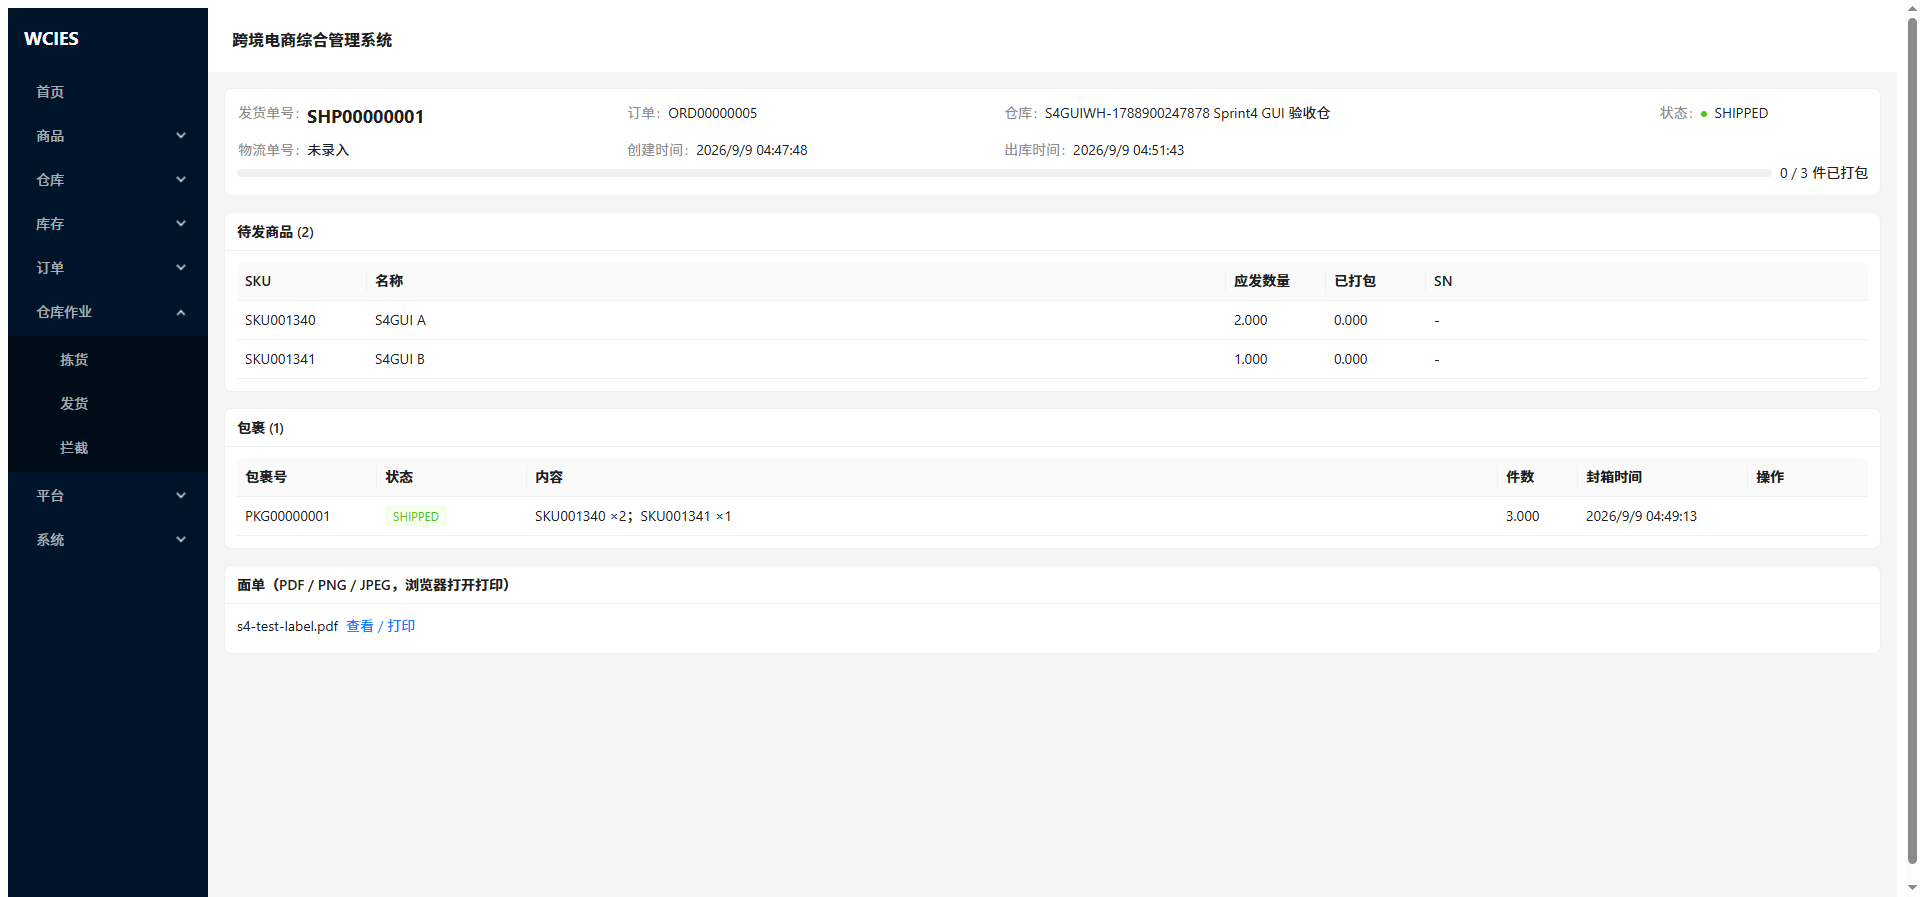 WCIES
跨境电商综合管理系统
首页
商品
仓库
库存
订单
仓库作业
拣货
发货
拦截
平台
系统
发货单号： SHP00000001 订单： ORD00000005 仓库： S4GUIWH-1788900247878 Sprint4 GUI 验收仓 状态： SHIPPED
物流单号： 未录入 创建时间： 2026/9/9 04:47:48 出库时间： 2026/9/9 04:51:43
0 / 3 件已打包
待发商品 (2)
SKU 名称 应发数量 已打包 SN
SKU001340 S4GUI A 2.000 0.000 -
SKU001341 S4GUI B 1.000 0.000 -
包裹 (1)
包裹号 状态 内容 件数 封箱时间 操作
PKG00000001 SHIPPED SKU001340 ×2；SKU001341 ×1 3.000 2026/9/9 04:49:13
面单（PDF / PNG / JPEG，浏览器打开打印）
s4-test-label.pdf 查看 / 打印